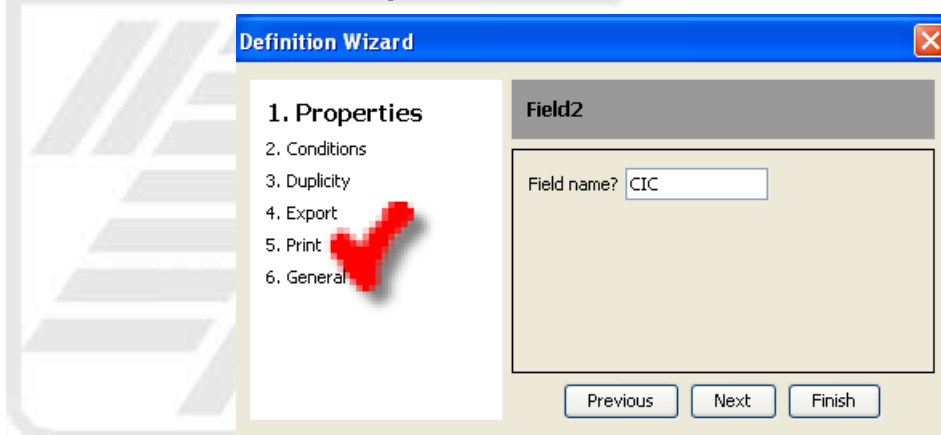 Definition Wizard
1. Properties
2. Conditions
3. Duplicity
4. Export
5. Print
6. General
Field2
Field name? CIC
Previous Next Finish